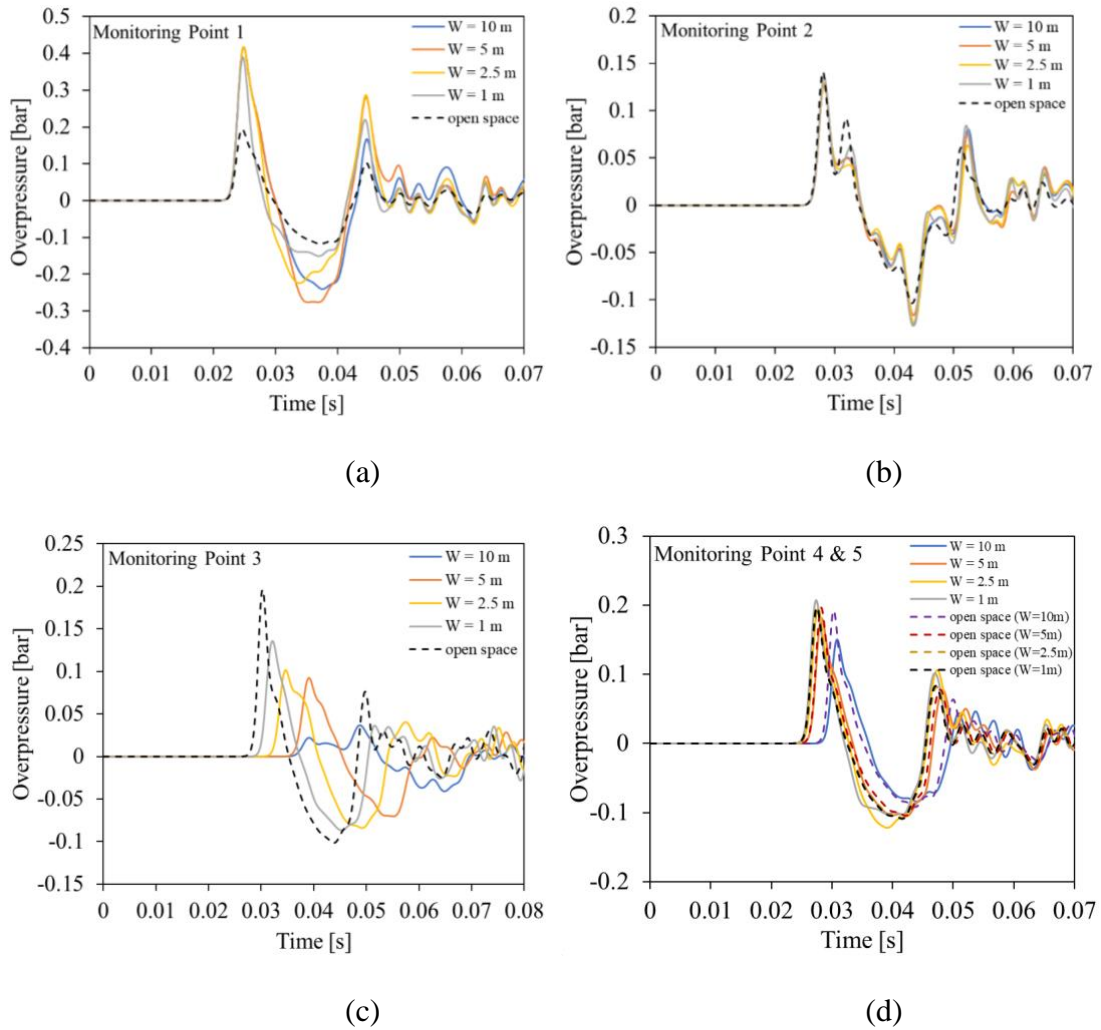 Monitoring Point 1
W = 10 m
W = 5 m
W = 2.5 m
W = 1 m
open space
Overpressure [bar]
0.5
0.4
0.3
0.2
0.1
0
-0.1
-0.2
-0.3
-0.4
0 0.01 0.02 0.03 0.04 0.05 0.06 0.07
Time [s]
(a)
Monitoring Point 2
W = 10 m
W = 5 m
W = 2.5 m
W = 1 m
open space
Overpressure [bar]
0.2
0.15
0.1
0.05
0
-0.05
-0.1
-0.15
0 0.01 0.02 0.03 0.04 0.05 0.06 0.07
Time [s]
(b)
Monitoring Point 3
W = 10 m
W = 5 m
W = 2.5 m
W = 1 m
open space
Overpressure [bar]
0.25
0.2
0.15
0.1
0.05
0
-0.05
-0.1
-0.15
0 0.01 0.02 0.03 0.04 0.05 0.06 0.07 0.08
Time [s]
(c)
Monitoring Point 4 & 5
W = 10 m
W = 5 m
W = 2.5 m
W = 1 m
open space (W=10m)
open space (W=5m)
open space (W=2.5m)
open space (W=1m)
Overpressure [bar]
0.3
0.2
0.1
0
-0.1
-0.2
0 0.01 0.02 0.03 0.04 0.05 0.06 0.07
Time [s]
(d)